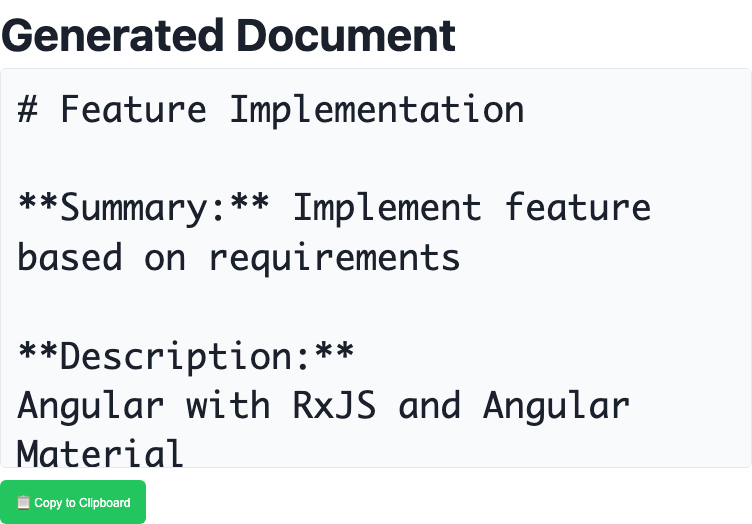 Generated Document
# Feature Implementation
**Summary:** Implement feature
based on requirements
**Description:**
Angular with RxJS and Angular
Material
📋 Copy to Clipboard